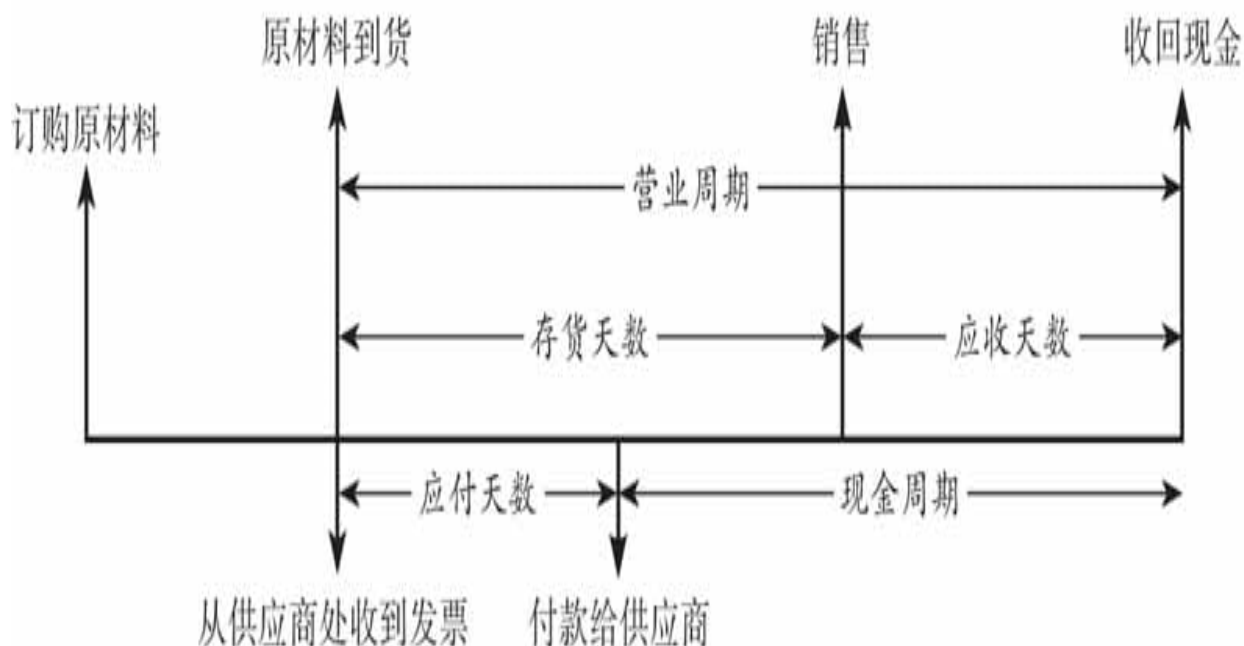 原材料到货
销售
收回现金
订购原材料
营业周期
存货天数
应收天数
应付天数
现金周期
从供应商处收到发票
付款给供应商